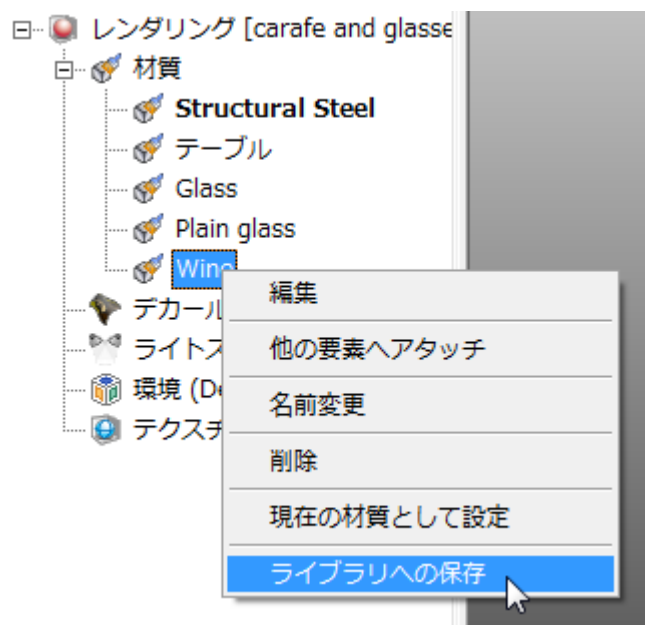 レンダリング [carafe and glasse
材質
Structural Steel
テーブル
Glass
Plain glass
Wine
デカール
ライトス
環境 (De
テクスチ
編集
他の要素へアタッチ
名前変更
削除
現在の材質として設定
ライブラリへの保存